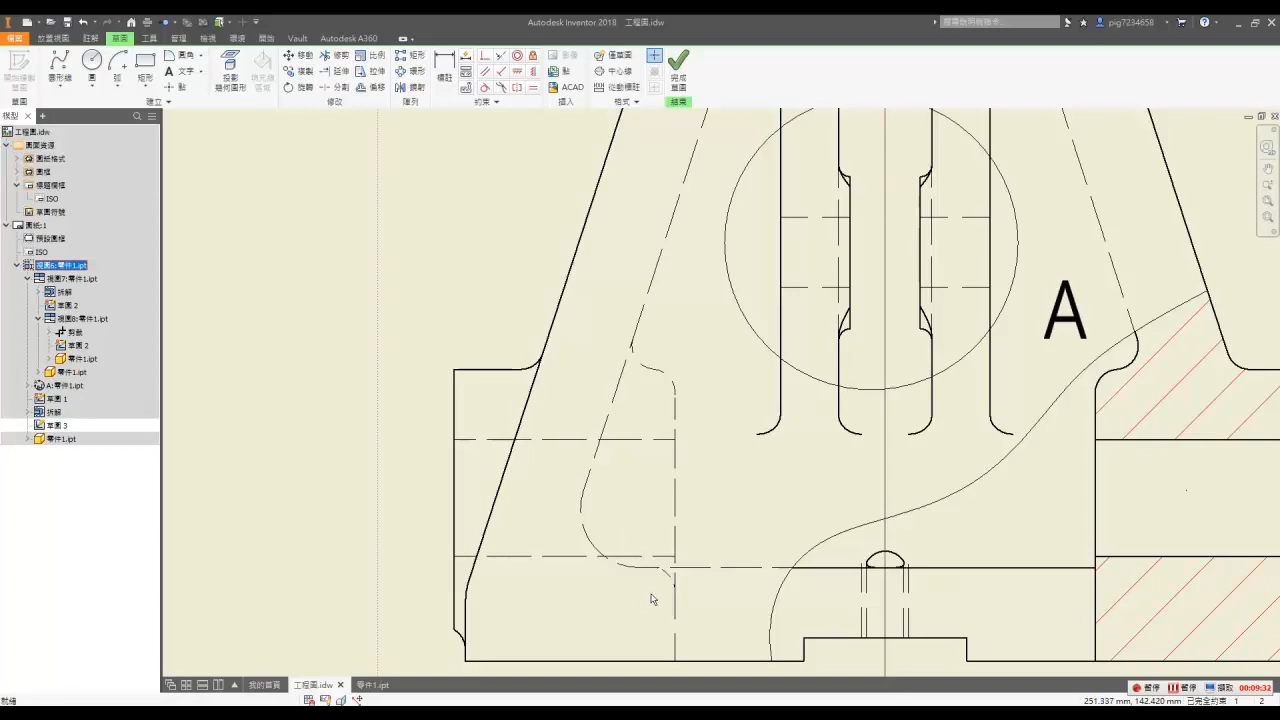 Autodesk Inventor 2018 工程圖.idw
搜尋說明與指令...
pig7234658
檔案 放置視圖 註解 草圖 工具 管理 檢視 環境 開始 Vault Autodesk A360
圓角 移動 修剪 比例 矩形 影像 僅草圖
文字 複製 延伸 拉伸 環形 點 中心線
點 旋轉 分割 偏移 鏡射 ACAD 從動標註
雲形線 圓 弧 矩形 投影 標註 完成
幾何圖形 草圖
草圖 建立 修改 陣列 約束 插入 格式 結束
模型
工程圖.idw
圖面資源
圖紙格式
圖框
標題欄框
ISO
草圖符號
圖紙:1
預設圖框
ISO
視圖6:零件1.ipt
視圖7:零件1.ipt
拆解
草圖 2
視圖8:零件1.ipt
剪裁
草圖 2
零件1.ipt
零件1.ipt
A:零件1.ipt
草圖 1
拆解
草圖 3
零件1.ipt
A
我的首頁 工程圖.idw 零件1.ipt
暫停 暫停 擷取 00:09:32
就緒
251.337 mm, 142.420 mm 已完全約束 1 2